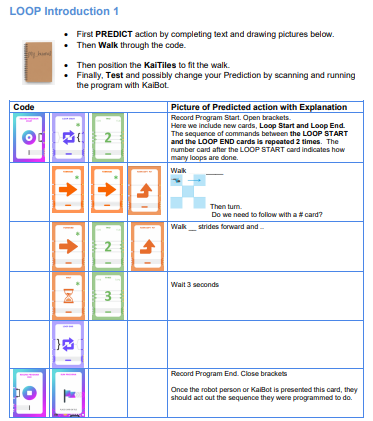 LOOP Introduction 1
First PREDICT action by completing text and drawing pictures below.
Then Walk through the code.
Then position the KaiTiles to fit the walk.
Finally, Test and possibly change your Prediction by scanning and running
the program with KaiBot.
Code
Picture of Predicted action with Explanation
Record Program Start. Open brackets.
Here we include new cards, Loop Start and Loop End.
The sequence of commands between the LOOP START
and the LOOP END cards is repeated 2 times. The
number card after the LOOP START card indicates how
many loops are done.
2
Walk _____
Then turn.
Do we need to follow with a # card?
2
Walk __ strides forward and ..
3
Wait 3 seconds
Record Program End. Close brackets
Once the robot person or KaiBot is presented this card, they
should act out the sequence they were programmed to do.